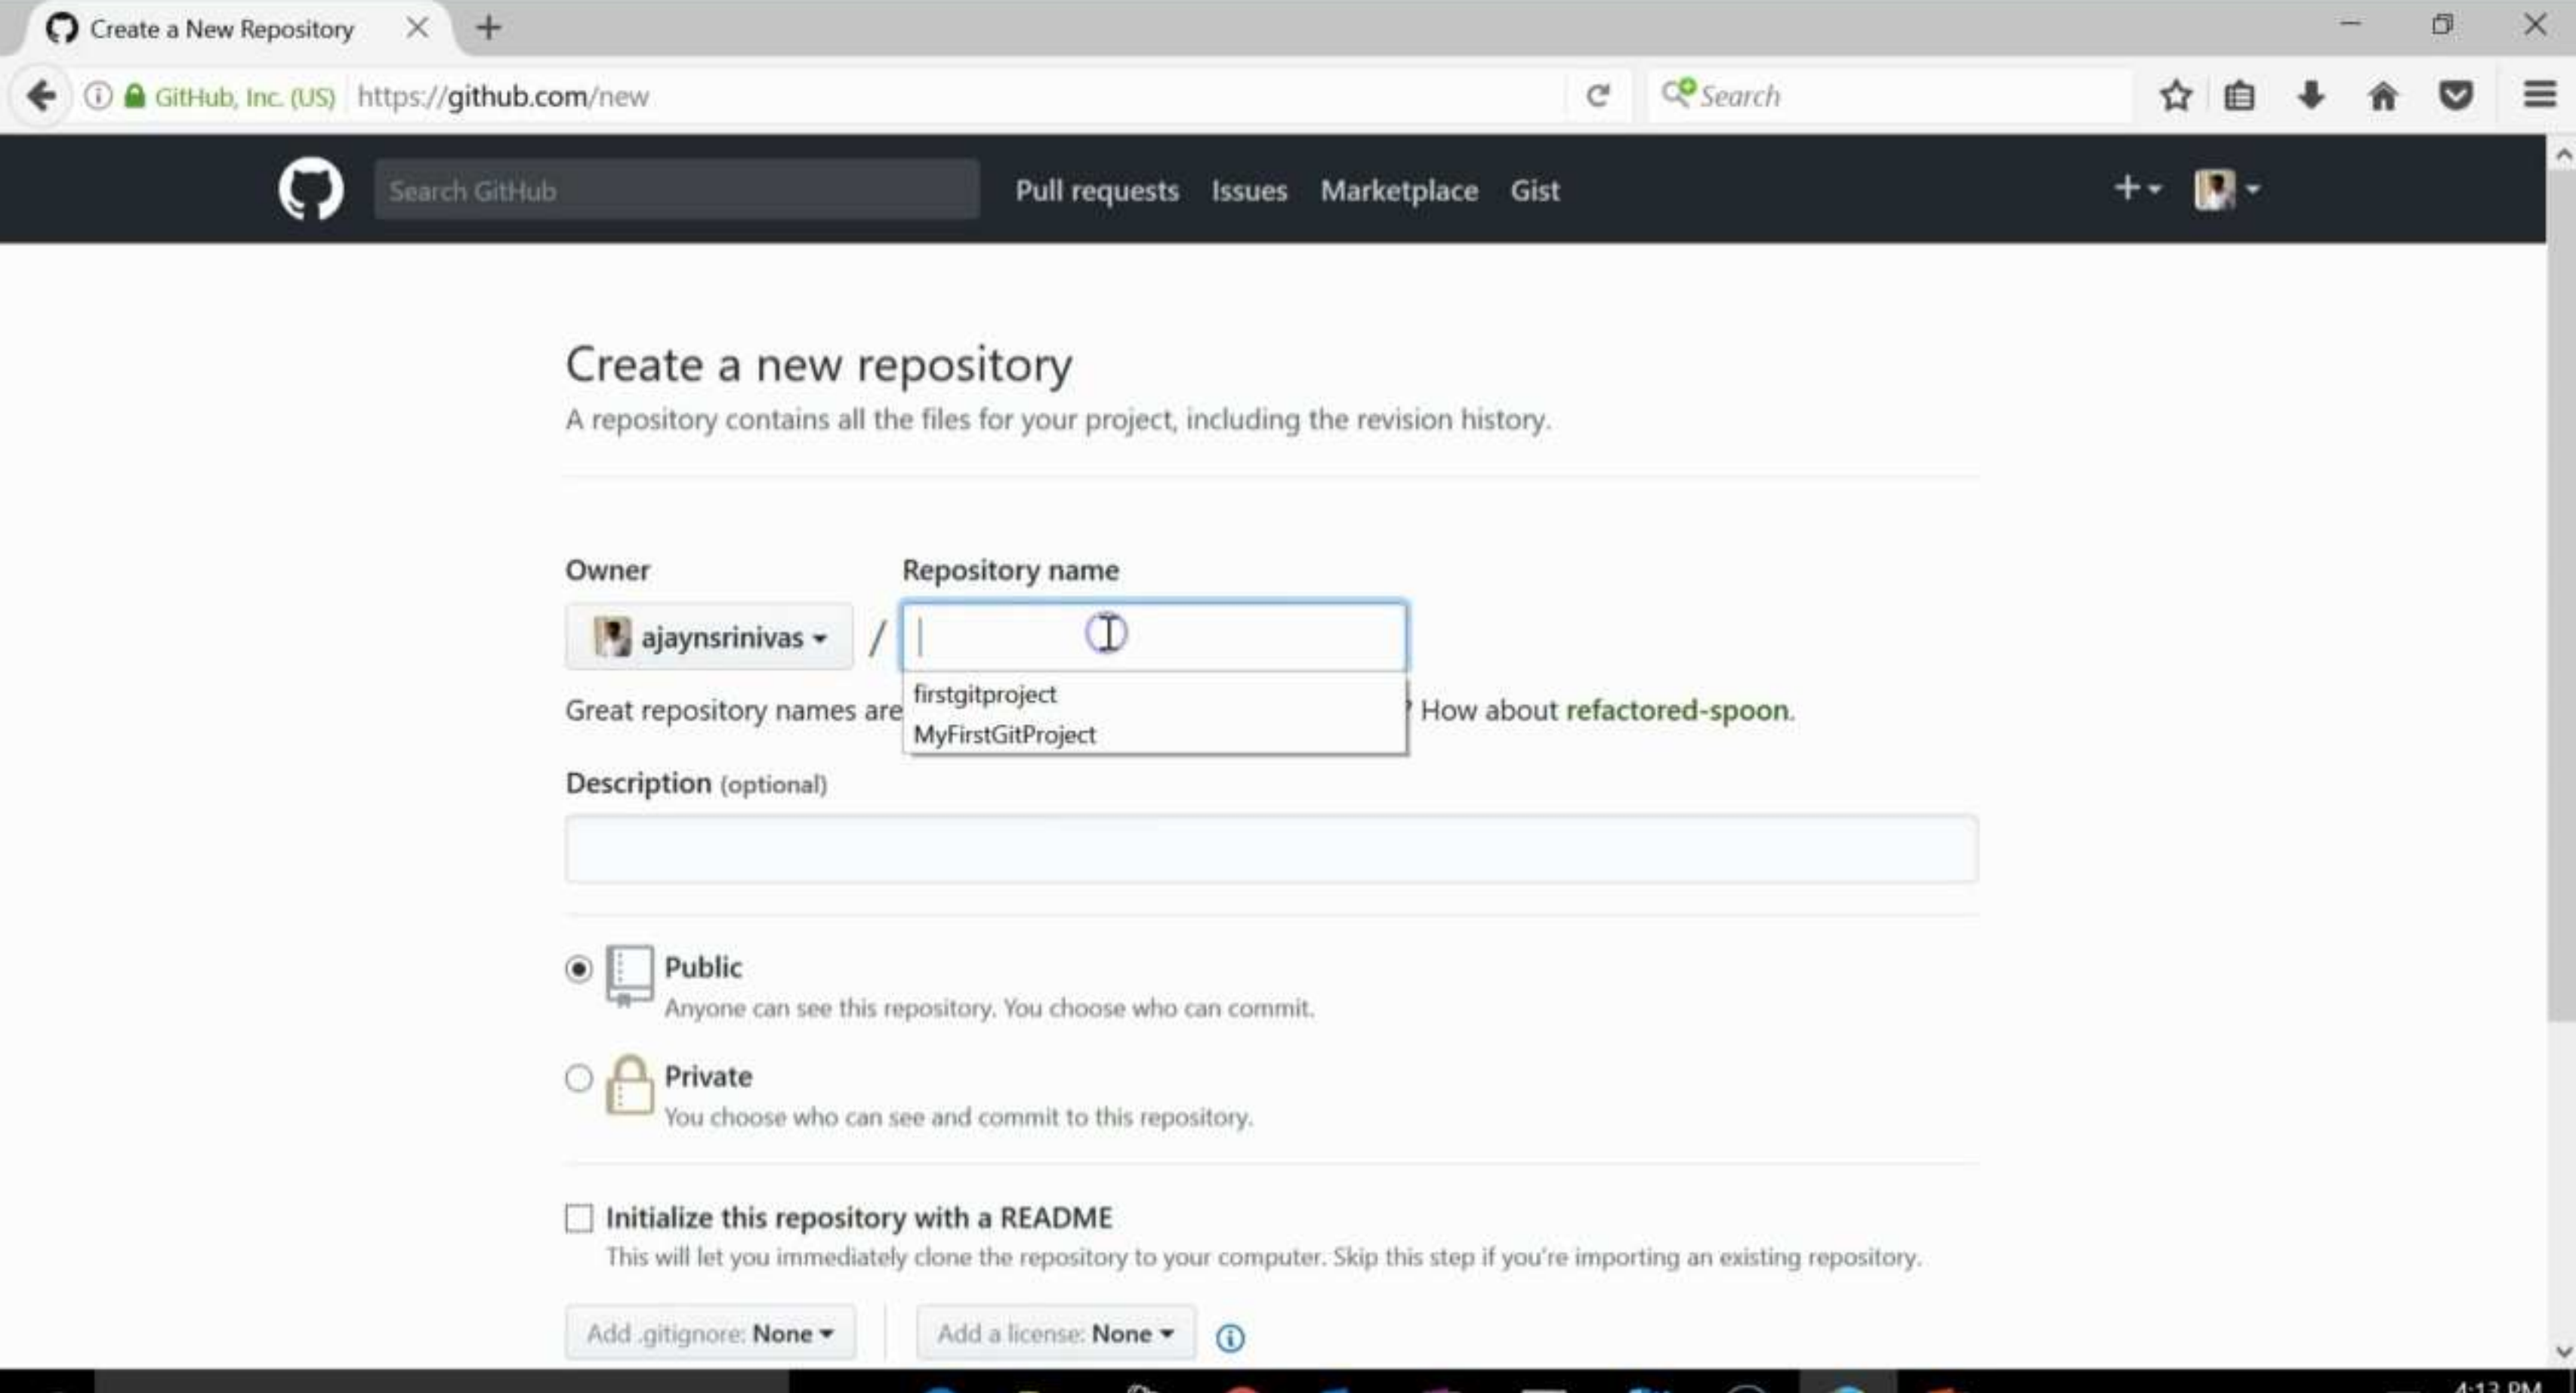 Create a New Repository
GitHub, Inc. (US) https://github.com/new
Search
Search GitHub Pull requests Issues Marketplace Gist
Create a new repository
A repository contains all the files for your project, including the revision history.
Owner Repository name
ajaynsrinivas / 
firstgitproject
Great repository names are ? How about refactored-spoon.
MyFirstGitProject
Description (optional)
Public
Anyone can see this repository. You choose who can commit.
Private
You choose who can see and commit to this repository.
Initialize this repository with a README
This will let you immediately clone the repository to your computer. Skip this step if you're importing an existing repository.
Add .gitignore: None Add a license: None
4:13 PM